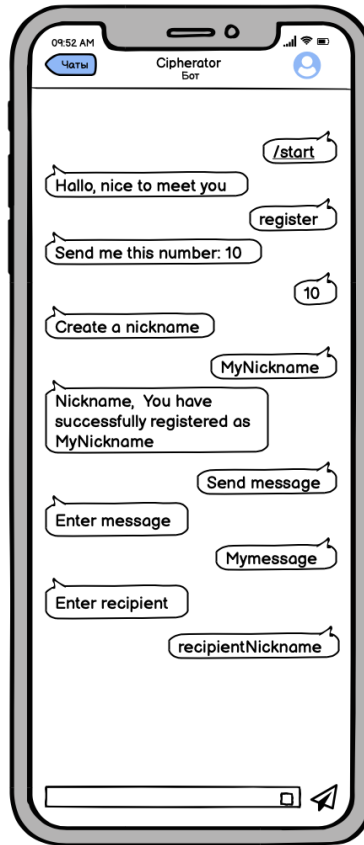 09:52 AM
Чаты
Cipherator
Бот
/start
Hallo, nice to meet you
register
Send me this number: 10
10
Create a nickname
MyNickname
Nickname, You have
successfully registered as
MyNickname
Send message
Enter message
Mymessage
Enter recipient
recipientNickname